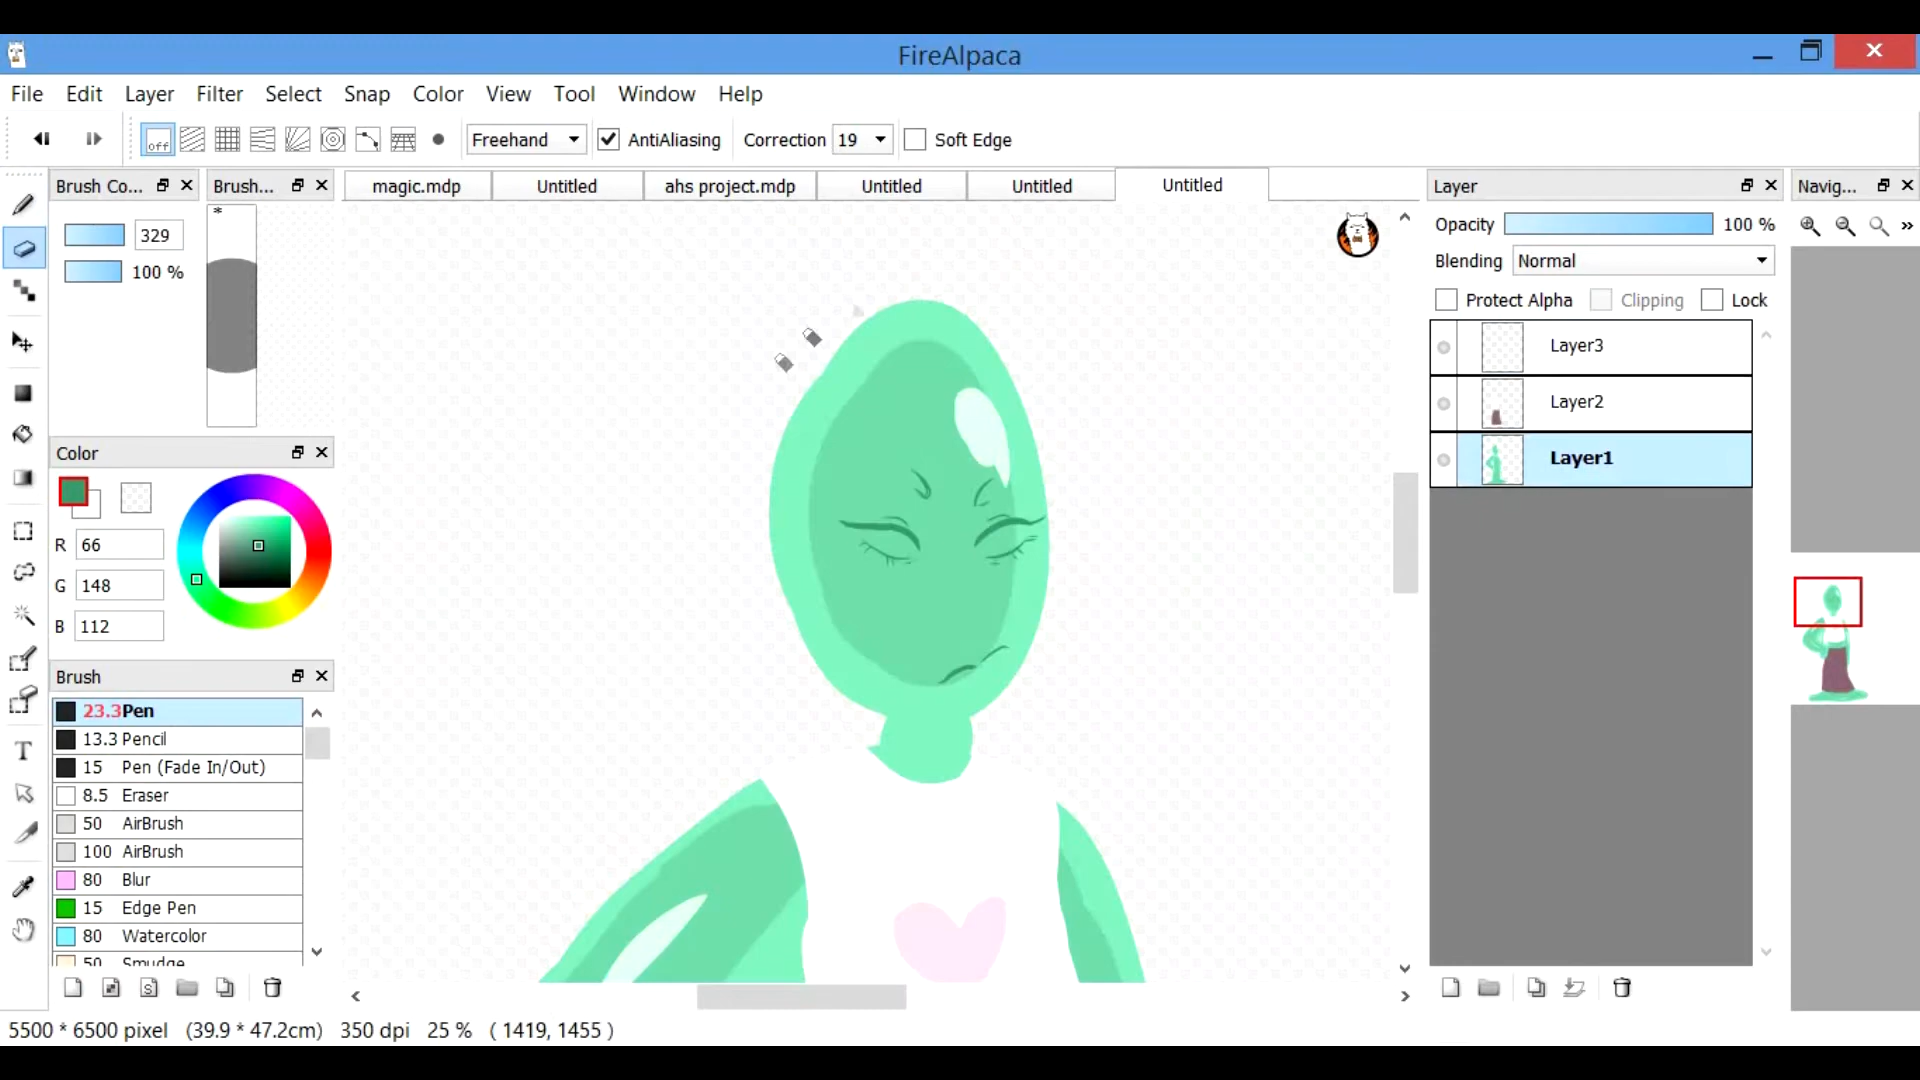 FireAlpaca
File Edit Layer Filter Select Snap Color View Tool Window Help
off Freehand AntiAliasing Correction 19 Soft Edge
Brush Co... Brush... magic.mdp Untitled ahs project.mdp Untitled Untitled Untitled Layer Navig...
329
100 %
*
Opacity 100 %
Blending Normal
Protect Alpha Clipping Lock
Layer3
Layer2
Layer1
Color
R 66
G 148
B 112
Brush
23.3 Pen
13.3 Pencil
15 Pen (Fade In/Out)
8.5 Eraser
50 AirBrush
100 AirBrush
80 Blur
15 Edge Pen
80 Watercolor
50 Smudge
5500 * 6500 pixel (39.9 * 47.2cm) 350 dpi 25 % ( 1419, 1455 )